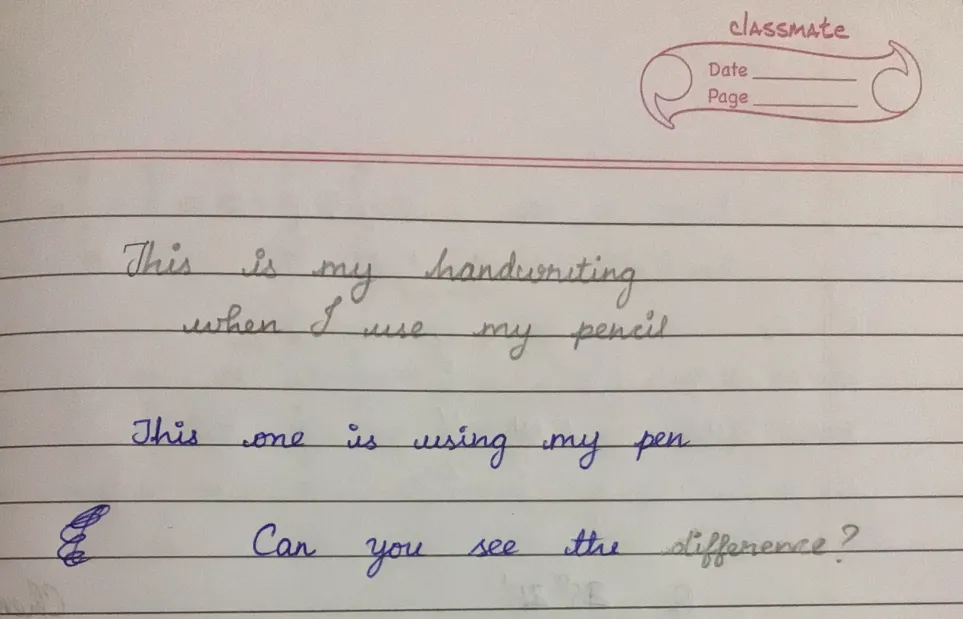 classmate
Date
Page
This is my handwriting
when I use my pencil
This one is using my pen
Can you see the difference?